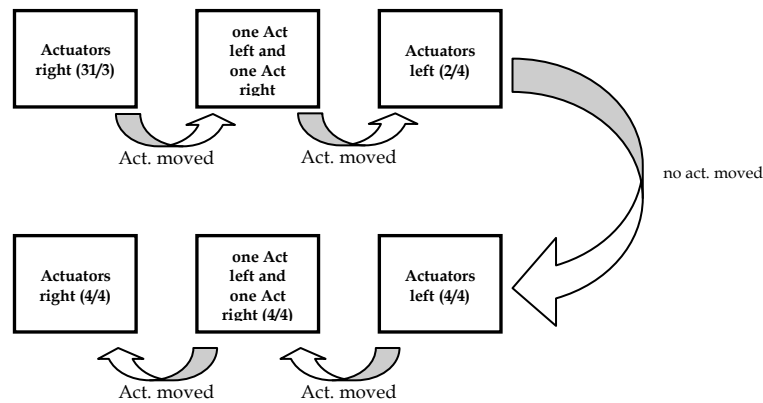 Actuators
right (31/3)
one Act
left and
one Act
right
Actuators
left (2/4)
Act. moved
Act. moved
no act. moved
Actuators
right (4/4)
one Act
left and
one Act
right (4/4)
Actuators
left (4/4)
Act. moved
Act. moved